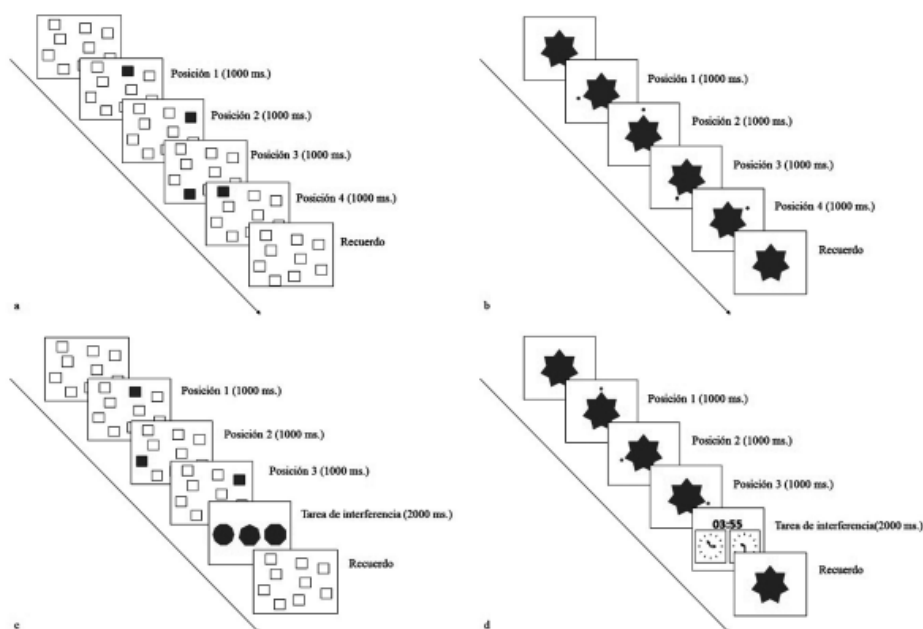 Posición 1 (1000 ms.)
Posición 2 (1000 ms.)
Posición 3 (1000 ms.)
Posición 4 (1000 ms.)
Recuerdo
a
Posición 1 (1000 ms.)
Posición 2 (1000 ms.)
Posición 3 (1000 ms.)
Posición 4 (1000 ms.)
Recuerdo
b
Posición 1 (1000 ms.)
Posición 2 (1000 ms.)
Posición 3 (1000 ms.)
Tarea de interferencia (2000 ms.)
Recuerdo
c
Posición 1 (1000 ms.)
Posición 2 (1000 ms.)
Posición 3 (1000 ms.)
03:55
Tarea de interferencia(2000 ms.)
Recuerdo
d